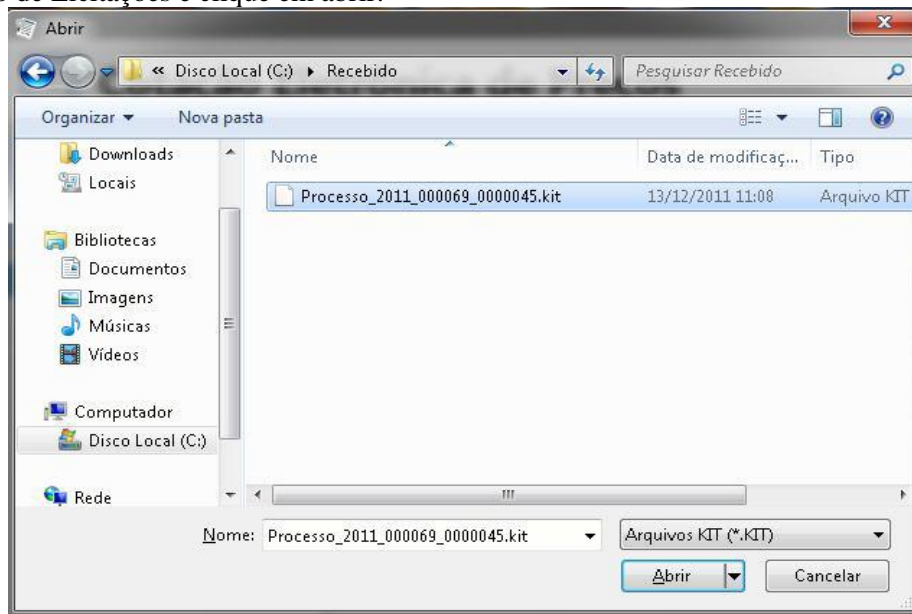 Abrir
« Disco Local (C:) ▸ Recebido
Pesquisar Recebido
Organizar
Nova pasta
Downloads
Locais
Bibliotecas
Documentos
Imagens
Músicas
Vídeos
Computador
Disco Local (C:)
Rede
Nome Data de modificaç... Tipo
Processo_2011_000069_0000045.kit 13/12/2011 11:08 Arquivo KIT
Nome: Processo_2011_000069_0000045.kit Arquivos KIT (*.KIT)
Abrir Cancelar